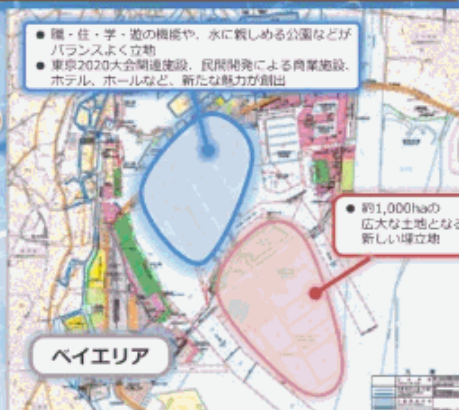 ● 職・住・学・遊の機能や、水に親しめる公園などが
バランスよく立地
● 東京2020大会関連施設、民間開発による商業施設、
ホテル、ホールなど、新たな魅力が創出
● 約1,000haの
広大な土地となる
新しい埋立地
ベイエリア